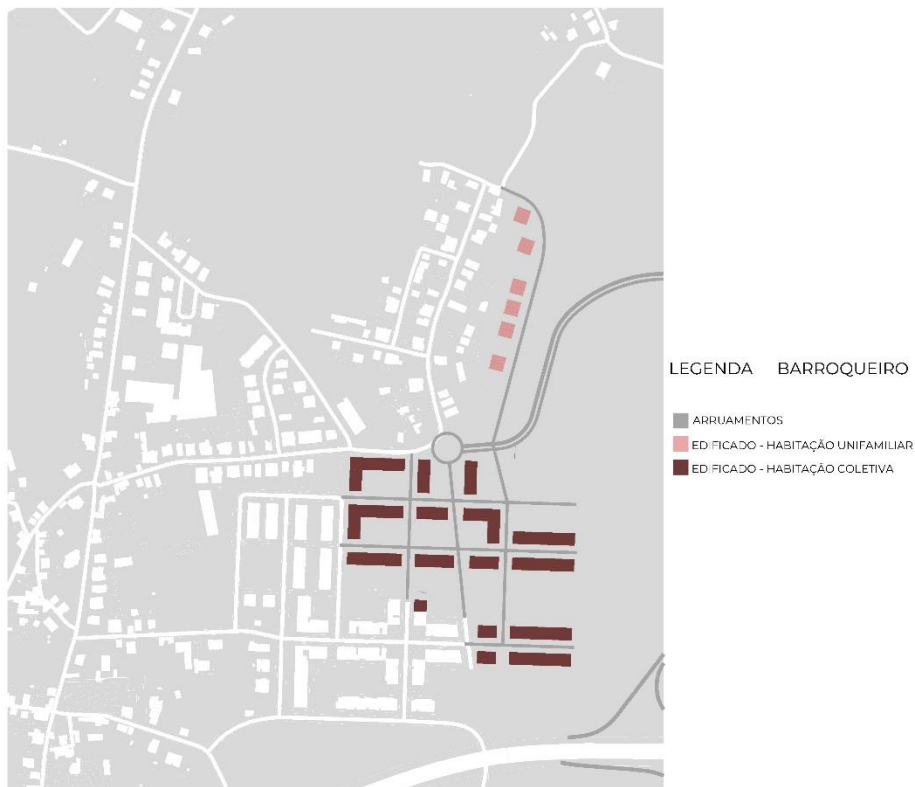 LEGENDA BARROQUEIRO
ARRUAMENTOS
EDIFICADO - HABITAÇÃO UNIFAMILIAR
EDIFICADO - HABITAÇÃO COLETIVA